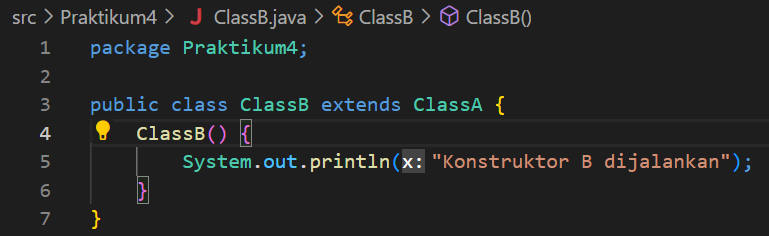 src > Praktikum4 > J ClassB.java > ClassB > ClassB()
1 package Praktikum4;
2
3 public class ClassB extends ClassA {
4 ClassB() {
5 System.out.println(x:"Konstruktor B dijalankan");
6 }
7 }